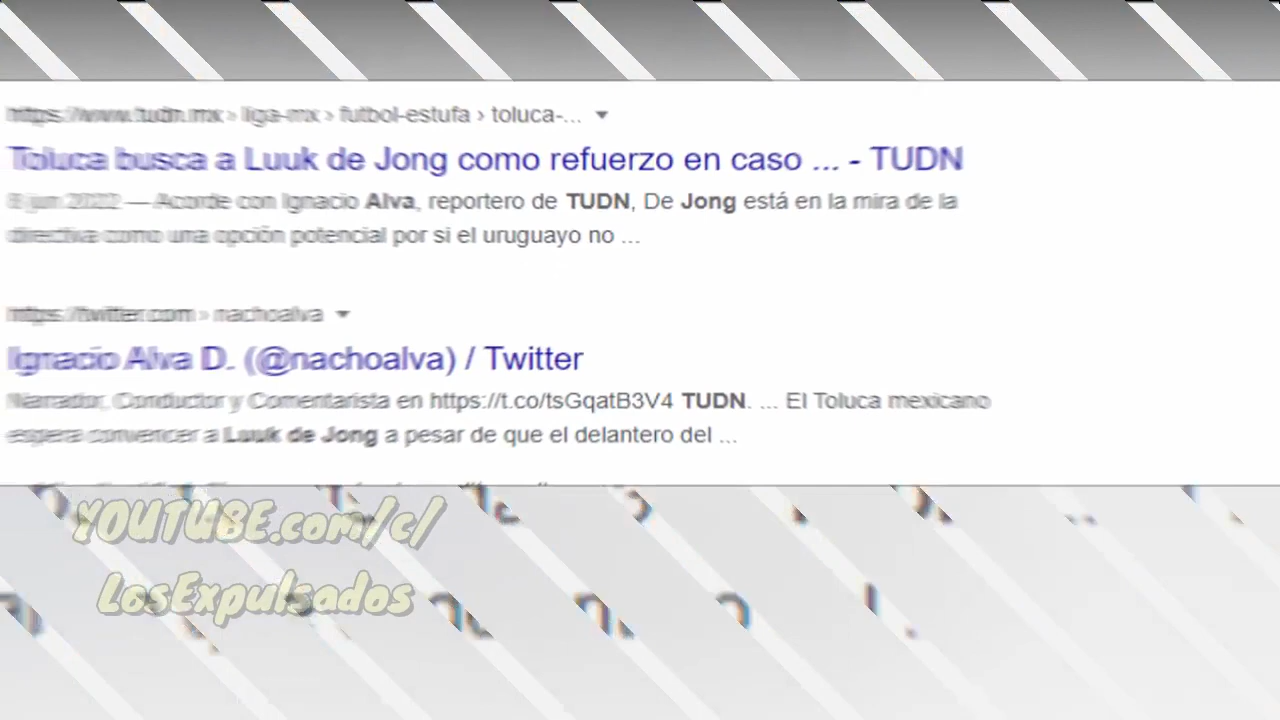 https://www.tudn.mx › liga-mx › futbol-estufa › toluca-...
Toluca busca a Luuk de Jong como refuerzo en caso ... - TUDN
8 jun 2022 — Acorde con Ignacio Alva, reportero de TUDN, De Jong está en la mira de la
directiva como una opción potencial por si el uruguayo no ...
https://twitter.com › nachoalva
Ignacio Alva D. (@nachoalva) / Twitter
Narrador, Conductor y Comentarista en https://t.co/tsGqatB3V4 TUDN. ... El Toluca mexicano
espera convencer a Luuk de Jong a pesar de que el delantero del ...
YOUTUBE.com/c/
LosExpulsados